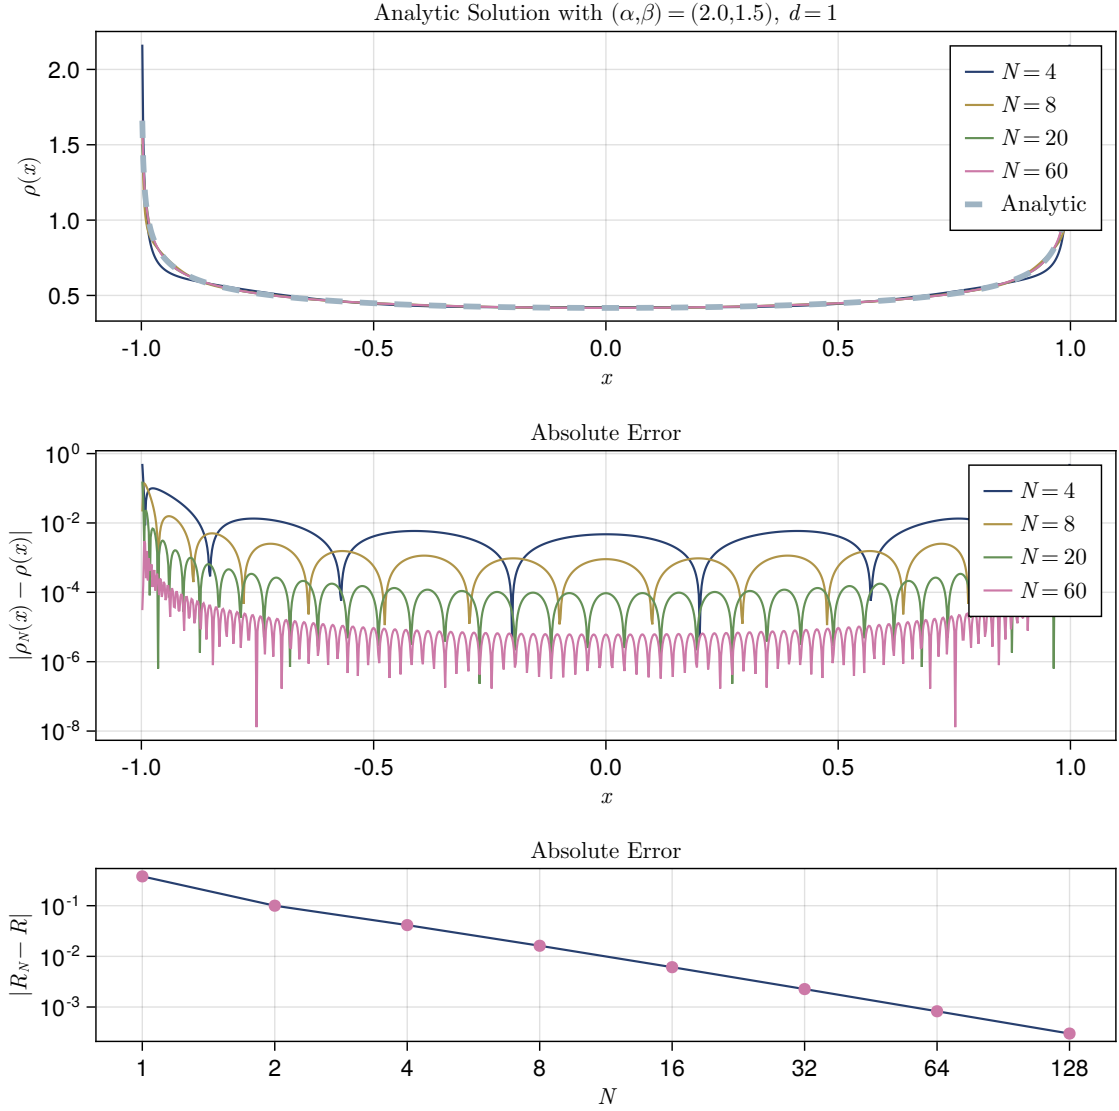 Analytic Solution with (α,β) = (2.0,1.5), d = 1
ρ(x)
2.0
1.5
1.0
0.5
N = 4
N = 8
N = 20
N = 60
Analytic
-1.0 -0.5 0.0 0.5 1.0
x
Absolute Error
|ρ_N(x) − ρ(x)|
10^0
10^-2
10^-4
10^-6
10^-8
N = 4
N = 8
N = 20
N = 60
-1.0 -0.5 0.0 0.5 1.0
x
Absolute Error
|R_N − R|
10^-1
10^-2
10^-3
1 2 4 8 16 32 64 128
N